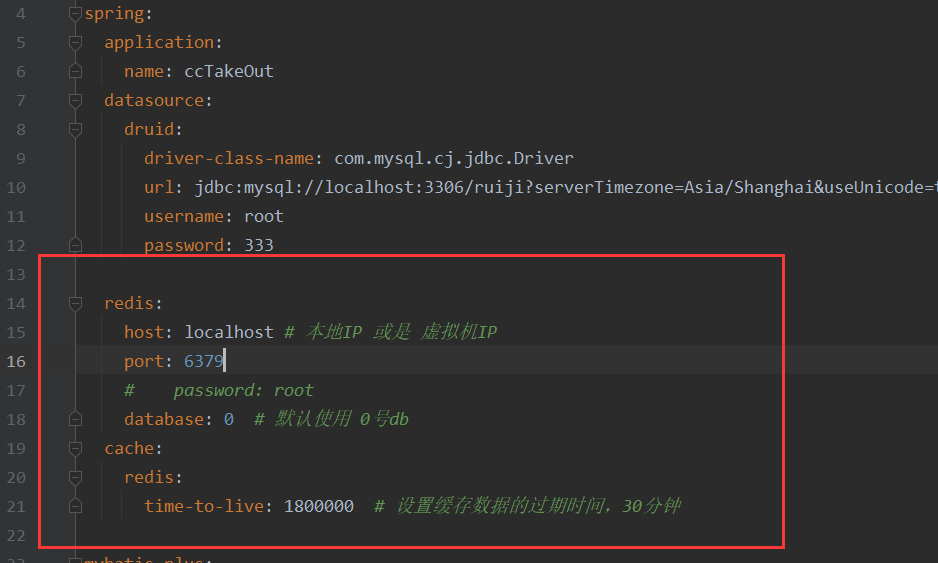 4 spring:
5 application:
6 name: ccTakeOut
7 datasource:
8 druid:
9 driver-class-name: com.mysql.cj.jdbc.Driver
10 url: jdbc:mysql://localhost:3306/ruiji?serverTimezone=Asia/Shanghai&useUnicode=
11 username: root
12 password: 333
13
14 redis:
15 host: localhost # 本地IP 或是 虚拟机IP
16 port: 6379
17 # password: root
18 database: 0 # 默认使用 0号db
19 cache:
20 redis:
21 time-to-live: 1800000 # 设置缓存数据的过期时间，30分钟
22
23 mybatis-plus: